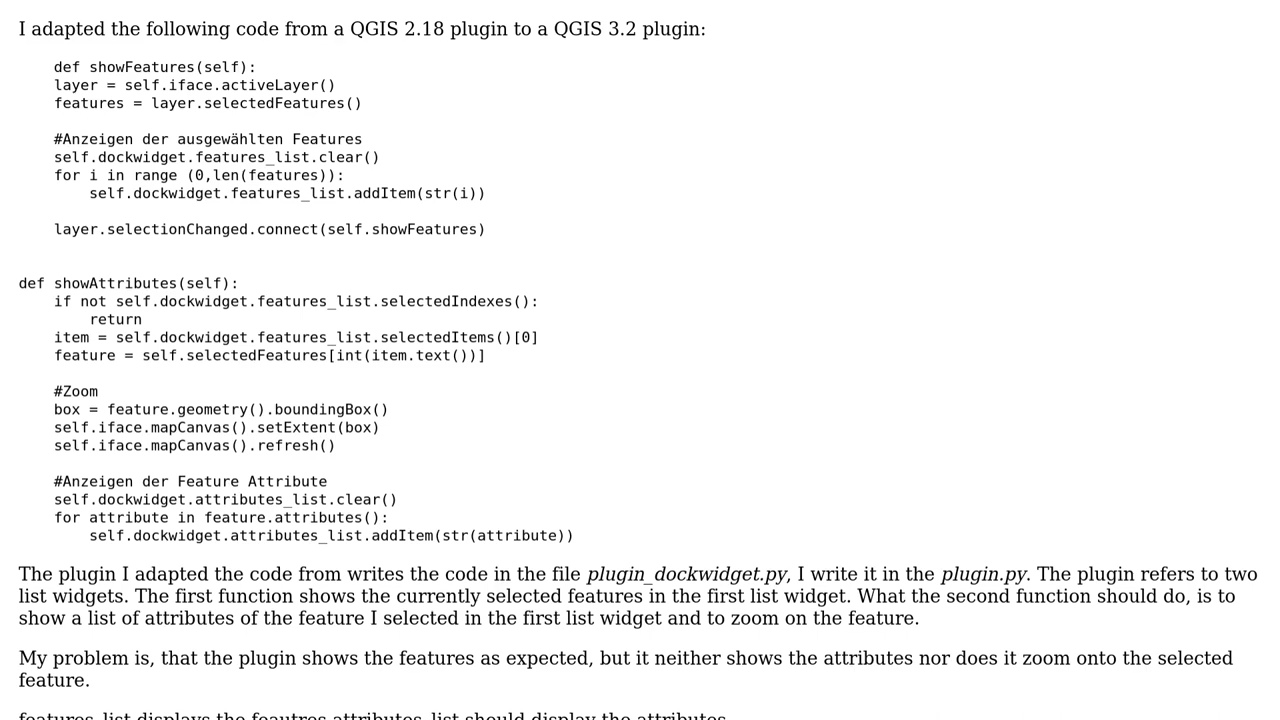 I adapted the following code from a QGIS 2.18 plugin to a QGIS 3.2 plugin:
def showFeatures(self):
layer = self.iface.activeLayer()
features = layer.selectedFeatures()
#Anzeigen der ausgewählten Features
self.dockwidget.features_list.clear()
for i in range (0,len(features)):
self.dockwidget.features_list.addItem(str(i))
layer.selectionChanged.connect(self.showFeatures)
def showAttributes(self):
if not self.dockwidget.features_list.selectedIndexes():
return
item = self.dockwidget.features_list.selectedItems()[0]
feature = self.selectedFeatures[int(item.text())]
#Zoom
box = feature.geometry().boundingBox()
self.iface.mapCanvas().setExtent(box)
self.iface.mapCanvas().refresh()
#Anzeigen der Feature Attribute
self.dockwidget.attributes_list.clear()
for attribute in feature.attributes():
self.dockwidget.attributes_list.addItem(str(attribute))
The plugin I adapted the code from writes the code in the file plugin_dockwidget.py, I write it in the plugin.py. The plugin refers to two
list widgets. The first function shows the currently selected features in the first list widget. What the second function should do, is to
show a list of attributes of the feature I selected in the first list widget and to zoom on the feature.
My problem is, that the plugin shows the features as expected, but it neither shows the attributes nor does it zoom onto the selected
feature.
features_list displays the feautres attributes_list should display the attributes